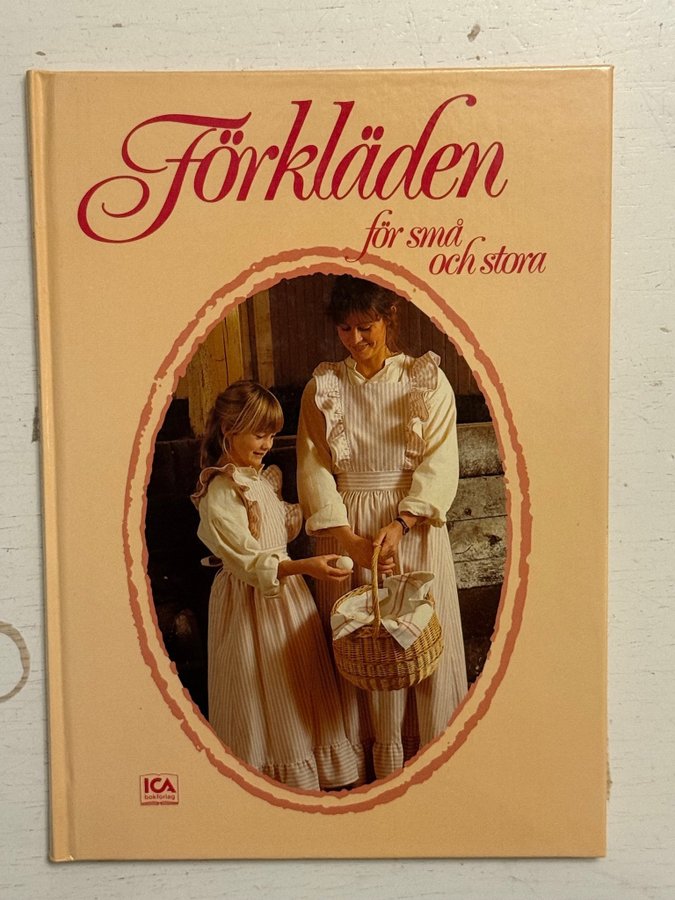 Förkläden
för små
och stora
ICA
bokförlag